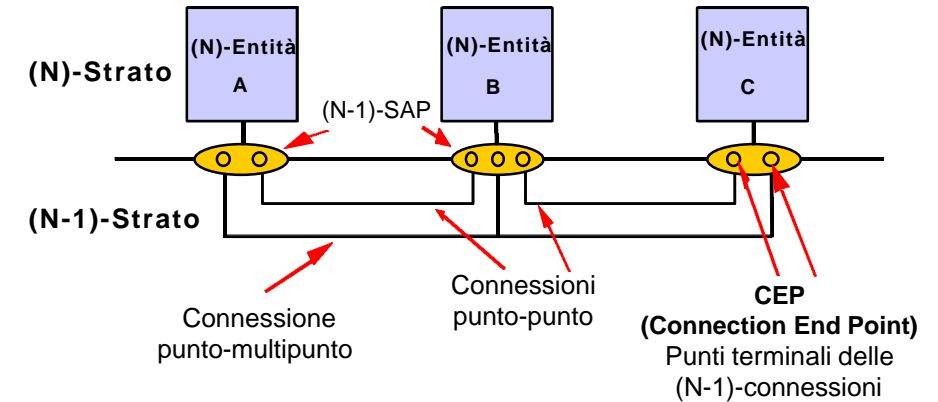 (N)-Entità
A
(N)-Entità
B
(N)-Entità
C
(N)-Strato
(N-1)-SAP
(N-1)-Strato
Connessione
punto-multipunto
Connessioni
punto-punto
CEP
(Connection End Point)
Punti terminali delle
(N-1)-connessioni